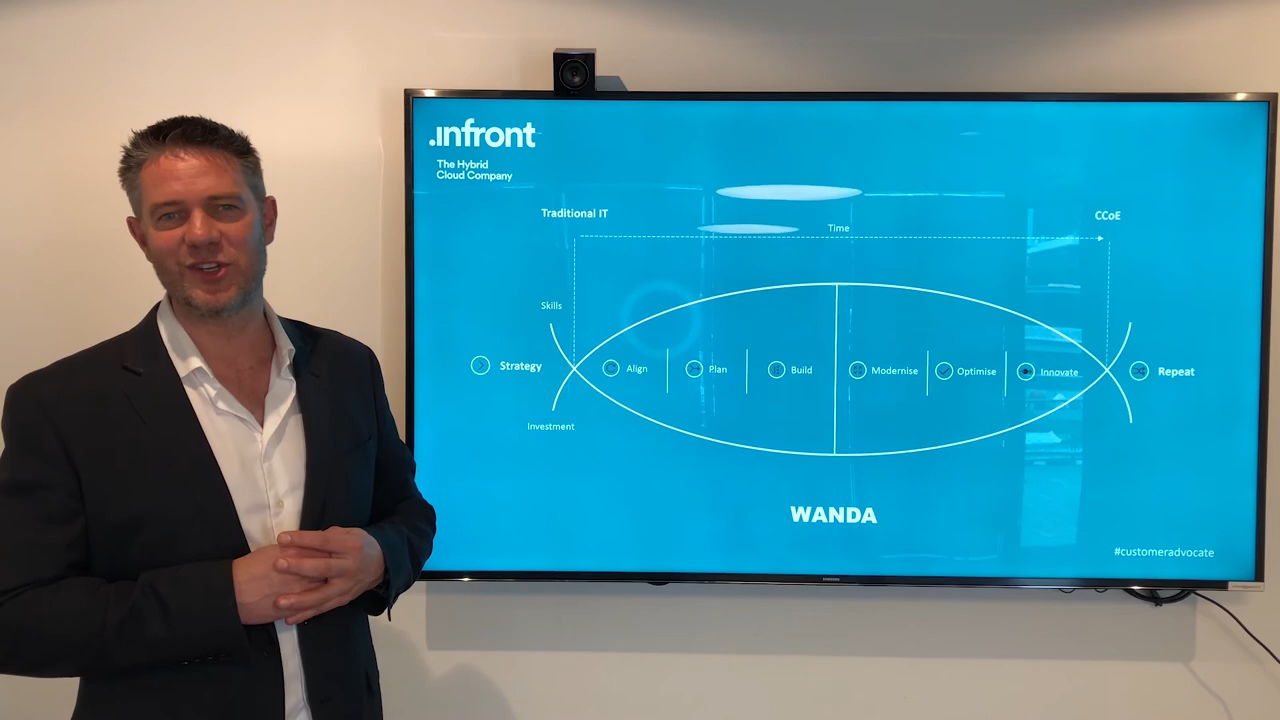 .infront
The Hybrid
Cloud Company
Traditional IT
CCoE
Time
Skills
Strategy
Align
Plan
Build
Modernise
Optimise
Innovate
Repeat
Investment
WANDA
#customeradvocate
SAMSUNG